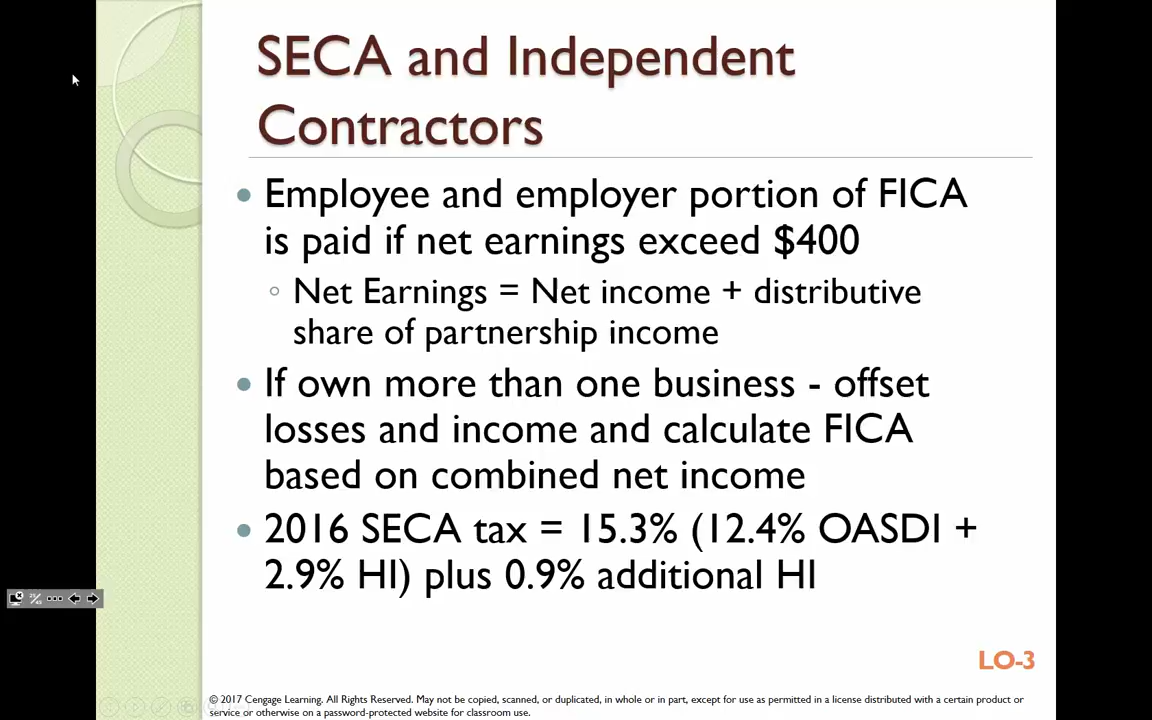 SECA and Independent
Contractors
Employee and employer portion of FICA
is paid if net earnings exceed $400
Net Earnings = Net income + distributive
share of partnership income
If own more than one business - offset
losses and income and calculate FICA
based on combined net income
2016 SECA tax = 15.3% (12.4% OASDI +
2.9% HI) plus 0.9% additional HI
LO-3
© 2017 Cengage Learning. All Rights Reserved. May not be copied, scanned, or duplicated, in whole or in part, except for use as permitted in a license distributed with a certain product or
service or otherwise on a password-protected website for classroom use.